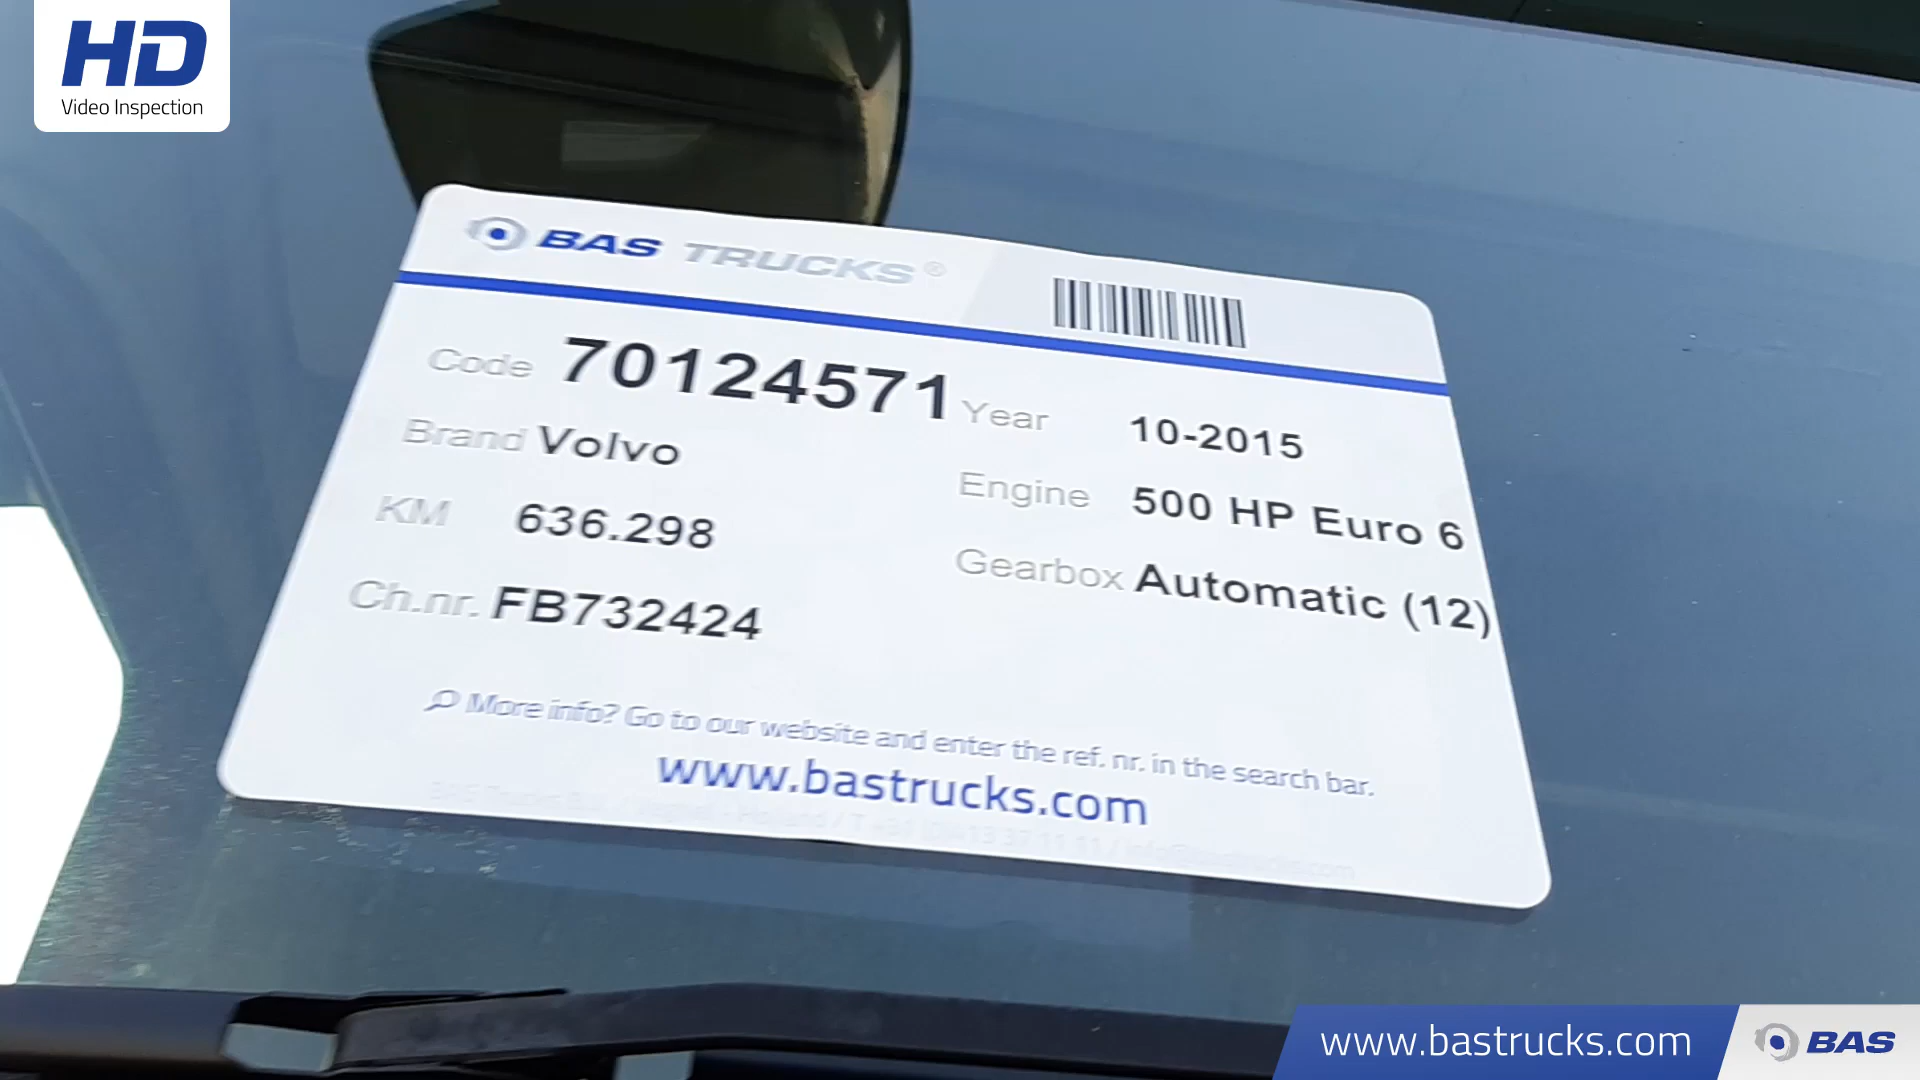 HD
Video Inspection
BAS TRUCKS®
Code 70124571
Year 10-2015
Brand Volvo
Engine 500 HP Euro 6
KM 636.298
Gearbox Automatic (12)
Ch.nr. FB732424
More info? Go to our website and enter the ref. nr. in the search bar.
www.bastrucks.com
www.bastrucks.com
BAS